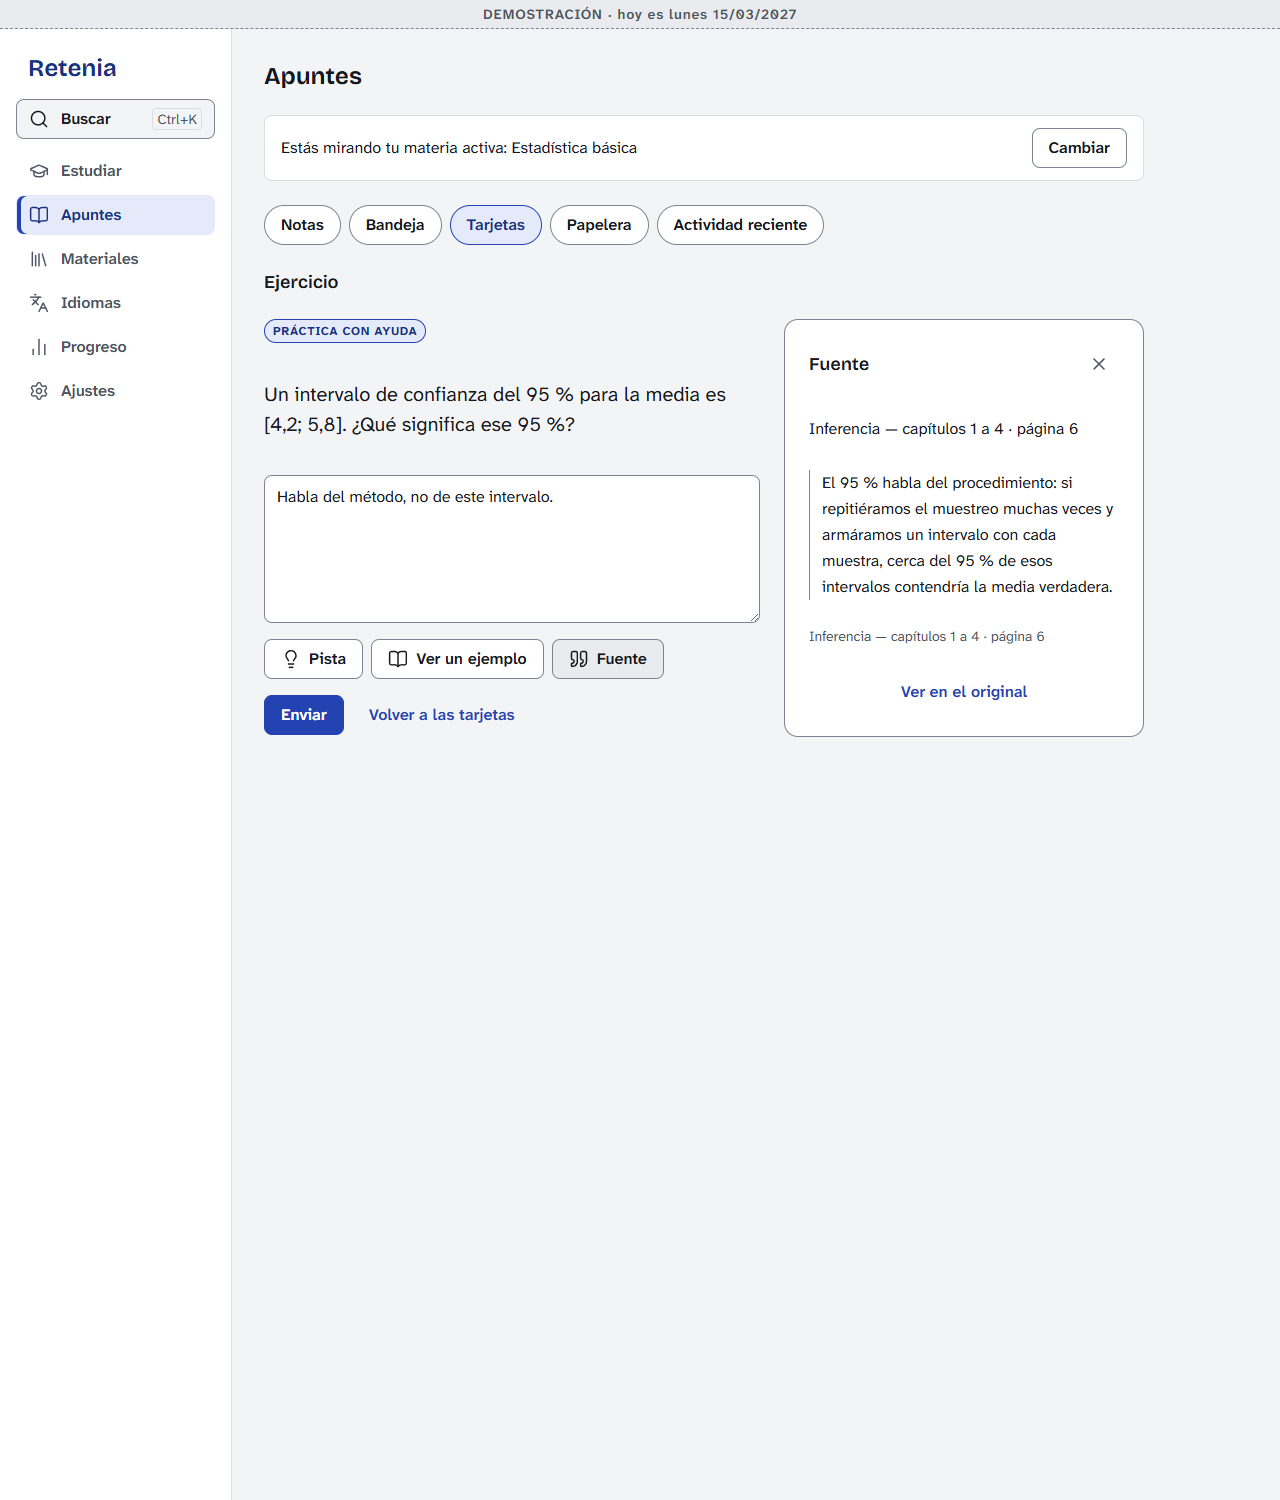 DEMOSTRACIÓN · hoy es lunes 15/03/2027
Retenia
Buscar Ctrl+K
Estudiar
Apuntes
Materiales
Idiomas
Progreso
Ajustes
Apuntes
Estás mirando tu materia activa: Estadística básica
Cambiar
Notas Bandeja Tarjetas Papelera Actividad reciente
Ejercicio
PRÁCTICA CON AYUDA
Un intervalo de confianza del 95 % para la media es
[4,2; 5,8]. ¿Qué significa ese 95 %?
Habla del método, no de este intervalo.
Pista Ver un ejemplo Fuente
Enviar Volver a las tarjetas
Fuente
Inferencia — capítulos 1 a 4 · página 6
El 95 % habla del procedimiento: si
repitiéramos el muestreo muchas veces y
armáramos un intervalo con cada
muestra, cerca del 95 % de esos
intervalos contendría la media verdadera.
Inferencia — capítulos 1 a 4 · página 6
Ver en el original